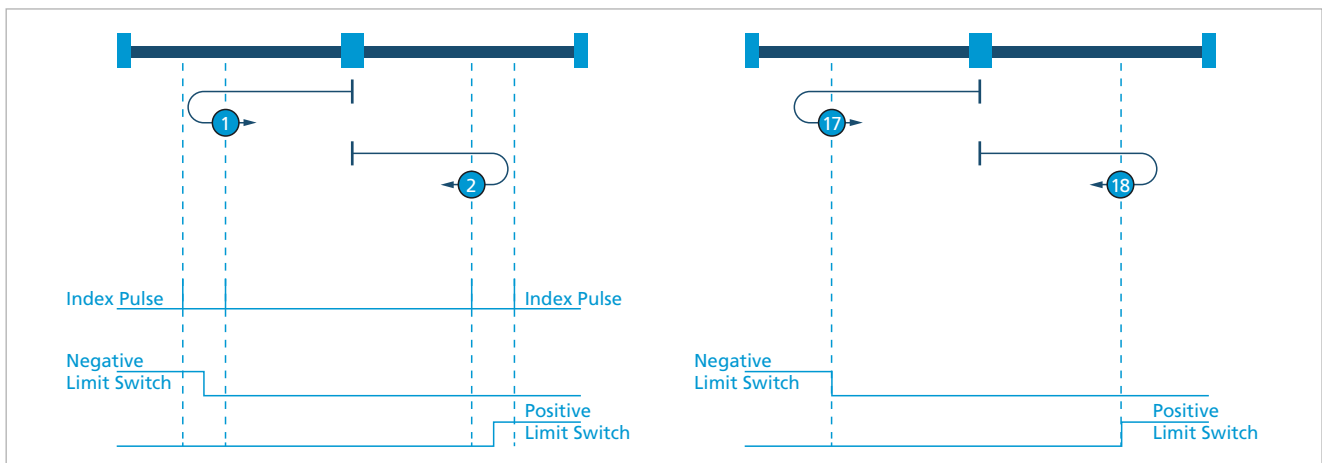 1
2
Index Pulse
Index Pulse
Negative
Limit Switch
Positive
Limit Switch
17
18
Negative
Limit Switch
Positive
Limit Switch